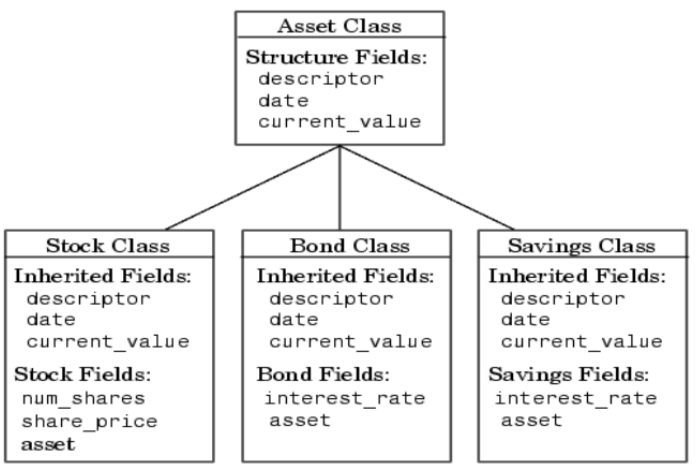 Asset Class
Structure Fields:
descriptor
date
current_value
Stock Class
Inherited Fields:
descriptor
date
current_value
Stock Fields:
num_shares
share_price
asset
Bond Class
Inherited Fields:
descriptor
date
current_value
Bond Fields:
interest_rate
asset
Savings Class
Inherited Fields:
descriptor
date
current_value
Savings Fields:
interest_rate
asset